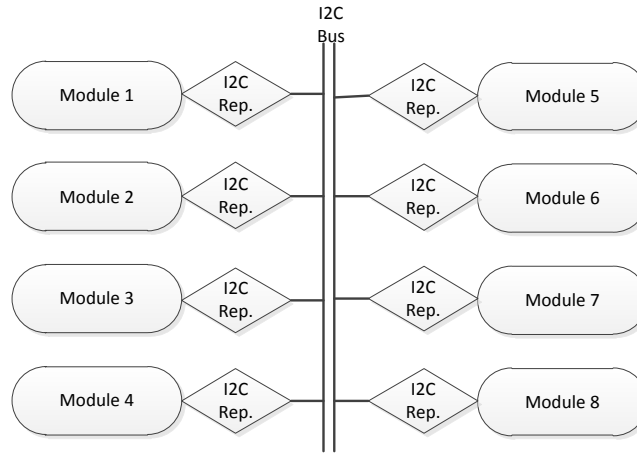 I2C
Bus
Module 1
I2C
Rep.
I2C
Rep.
Module 5
Module 2
I2C
Rep.
I2C
Rep.
Module 6
Module 3
I2C
Rep.
I2C
Rep.
Module 7
Module 4
I2C
Rep.
I2C
Rep.
Module 8